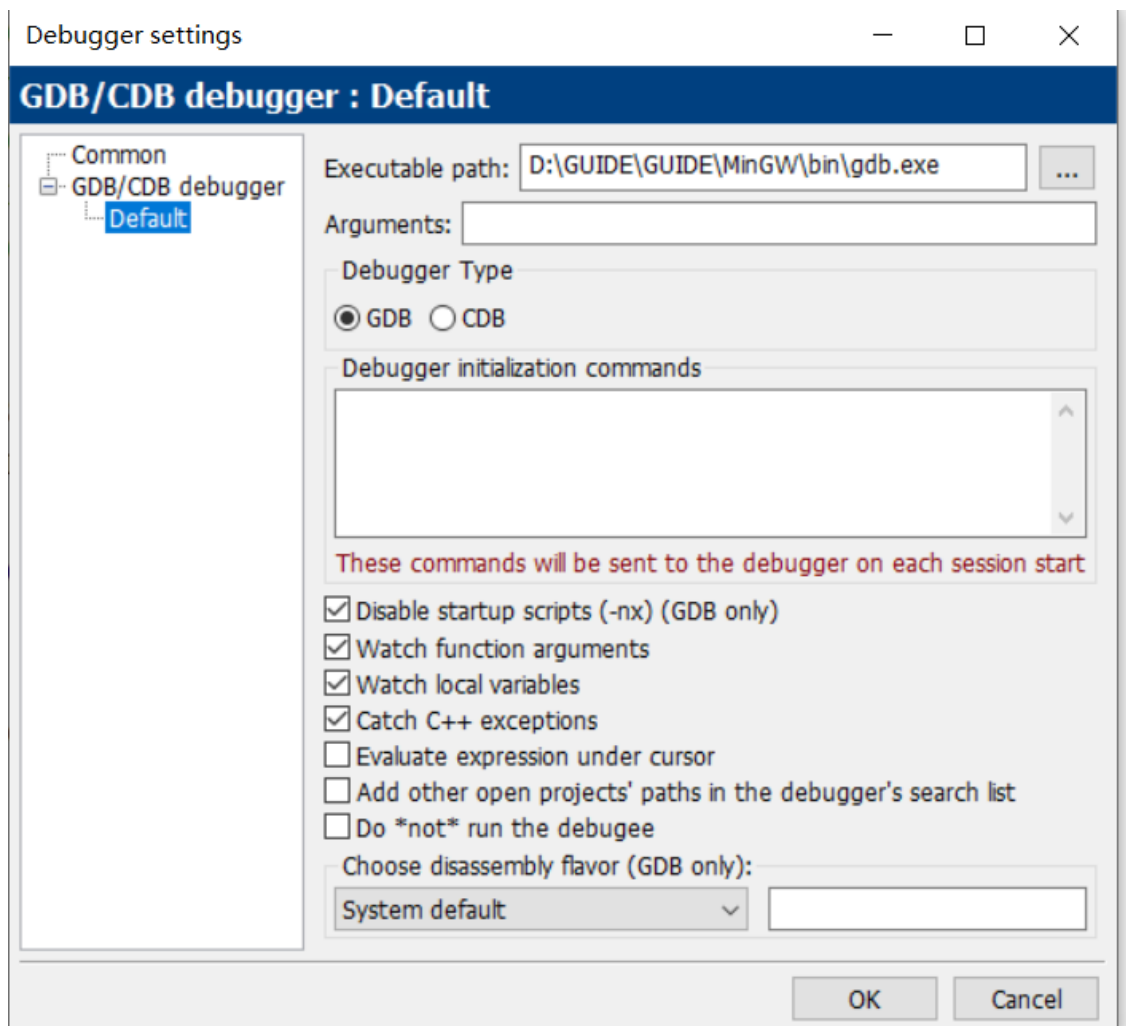 Debugger settings
GDB/CDB debugger : Default
Common
GDB/CDB debugger
Default
Executable path: D:\GUIDE\GUIDE\MinGW\bin\gdb.exe ...
Arguments:
Debugger Type
GDB CDB
Debugger initialization commands
These commands will be sent to the debugger on each session start
Disable startup scripts (-nx) (GDB only)
Watch function arguments
Watch local variables
Catch C++ exceptions
Evaluate expression under cursor
Add other open projects' paths in the debugger's search list
Do *not* run the debugee
Choose disassembly flavor (GDB only):
System default
OK Cancel